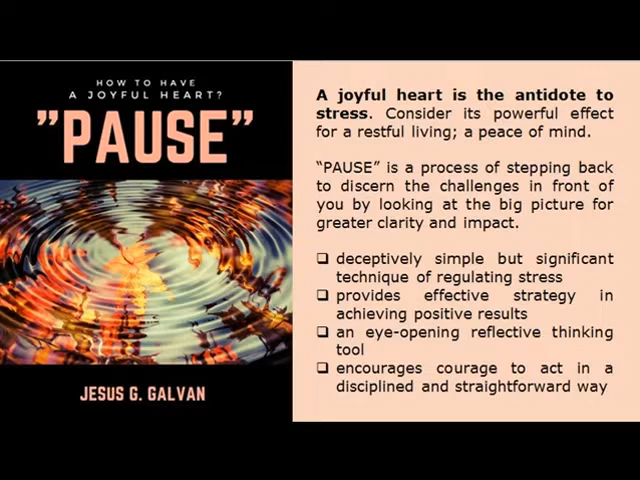 HOW TO HAVE
A JOYFUL HEART?
"PAUSE"
JESUS G. GALVAN
A joyful heart is the antidote to
stress. Consider its powerful effect
for a restful living; a peace of mind.
“PAUSE” is a process of stepping back
to discern the challenges in front of
you by looking at the big picture for
greater clarity and impact.
❑ deceptively simple but significant
technique of regulating stress
❑ provides effective strategy in
achieving positive results
❑ an eye-opening reflective thinking
tool
❑ encourages courage to act in a
disciplined and straightforward way